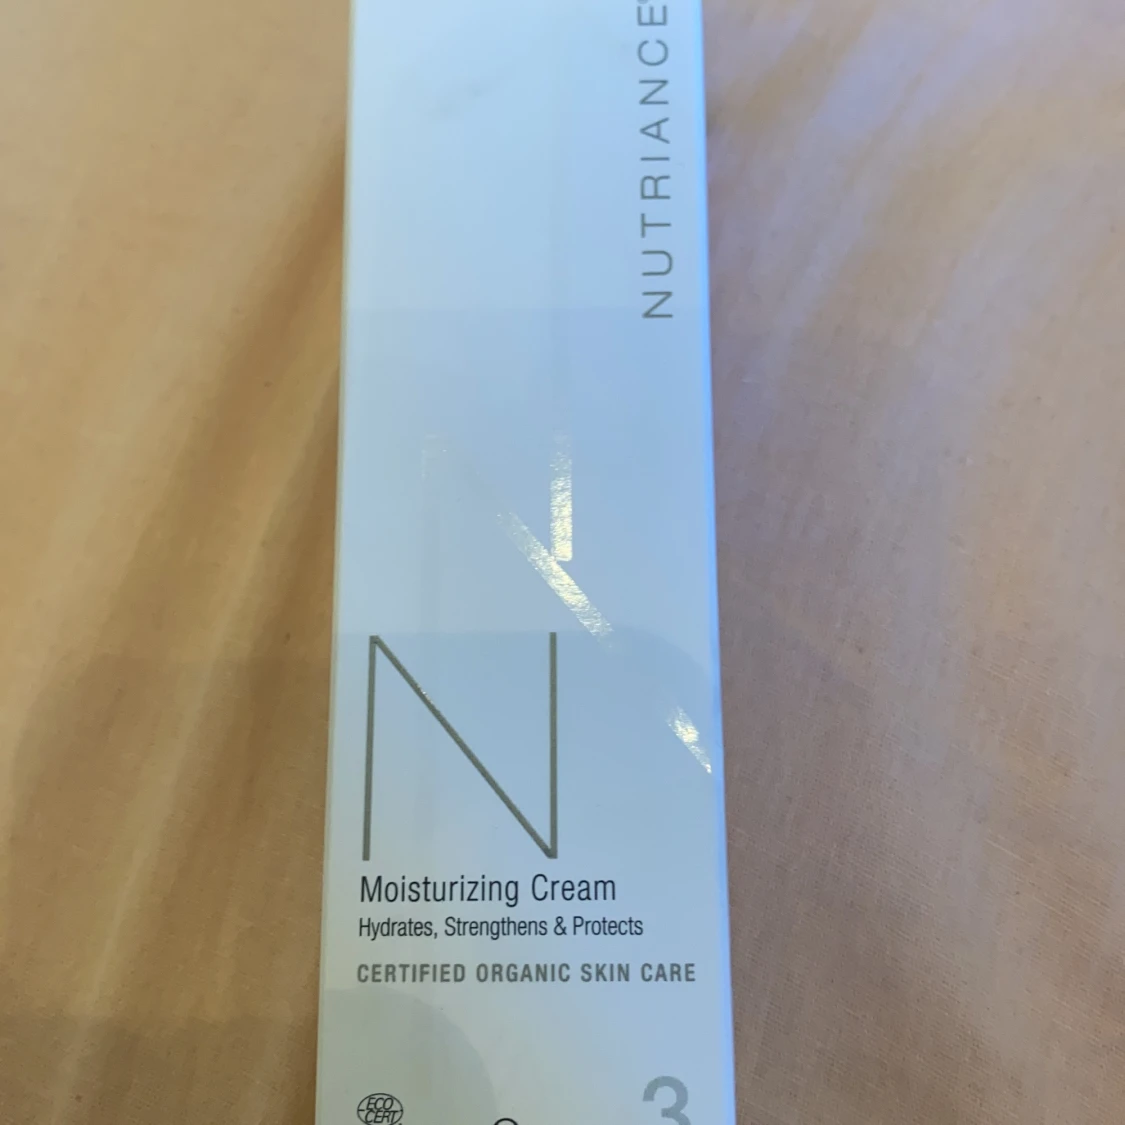 NUTRIANCE
N
Moisturizing Cream
Hydrates, Strengthens & Protects
CERTIFIED ORGANIC SKIN CARE
3
ECO
CERT